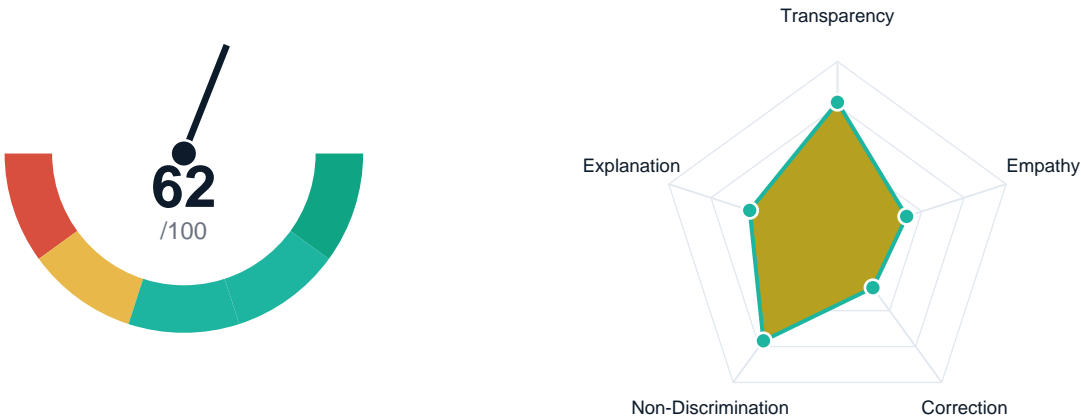 62
/100
Transparency
Explanation
Empathy
Non-Discrimination
Correction